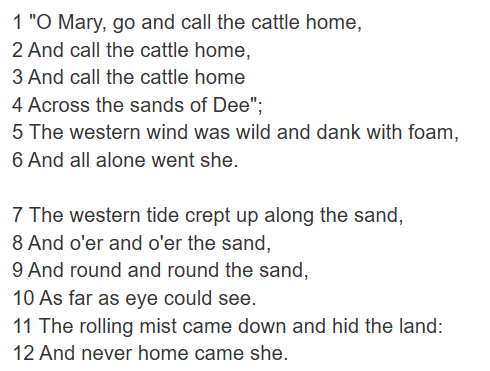 1 "O Mary, go and call the cattle home,
2 And call the cattle home,
3 And call the cattle home
4 Across the sands of Dee";
5 The western wind was wild and dank with foam,
6 And all alone went she.

7 The western tide crept up along the sand,
8 And o'er and o'er the sand,
9 And round and round the sand,
10 As far as eye could see.
11 The rolling mist came down and hid the land:
12 And never home came she.